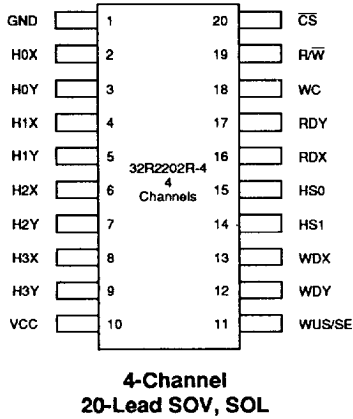 GND 1 20 C̅S̅
H0X 2 19 R/W̅
H0Y 3 18 WC
H1X 4 17 RDY
H1Y 5 16 RDX
32R2202R-4
4
Channels
H2X 6 15 HS0
H2Y 7 14 HS1
H3X 8 13 WDX
H3Y 9 12 WDY
VCC 10 11 WUS/SE
4-Channel
20-Lead SOV, SOL